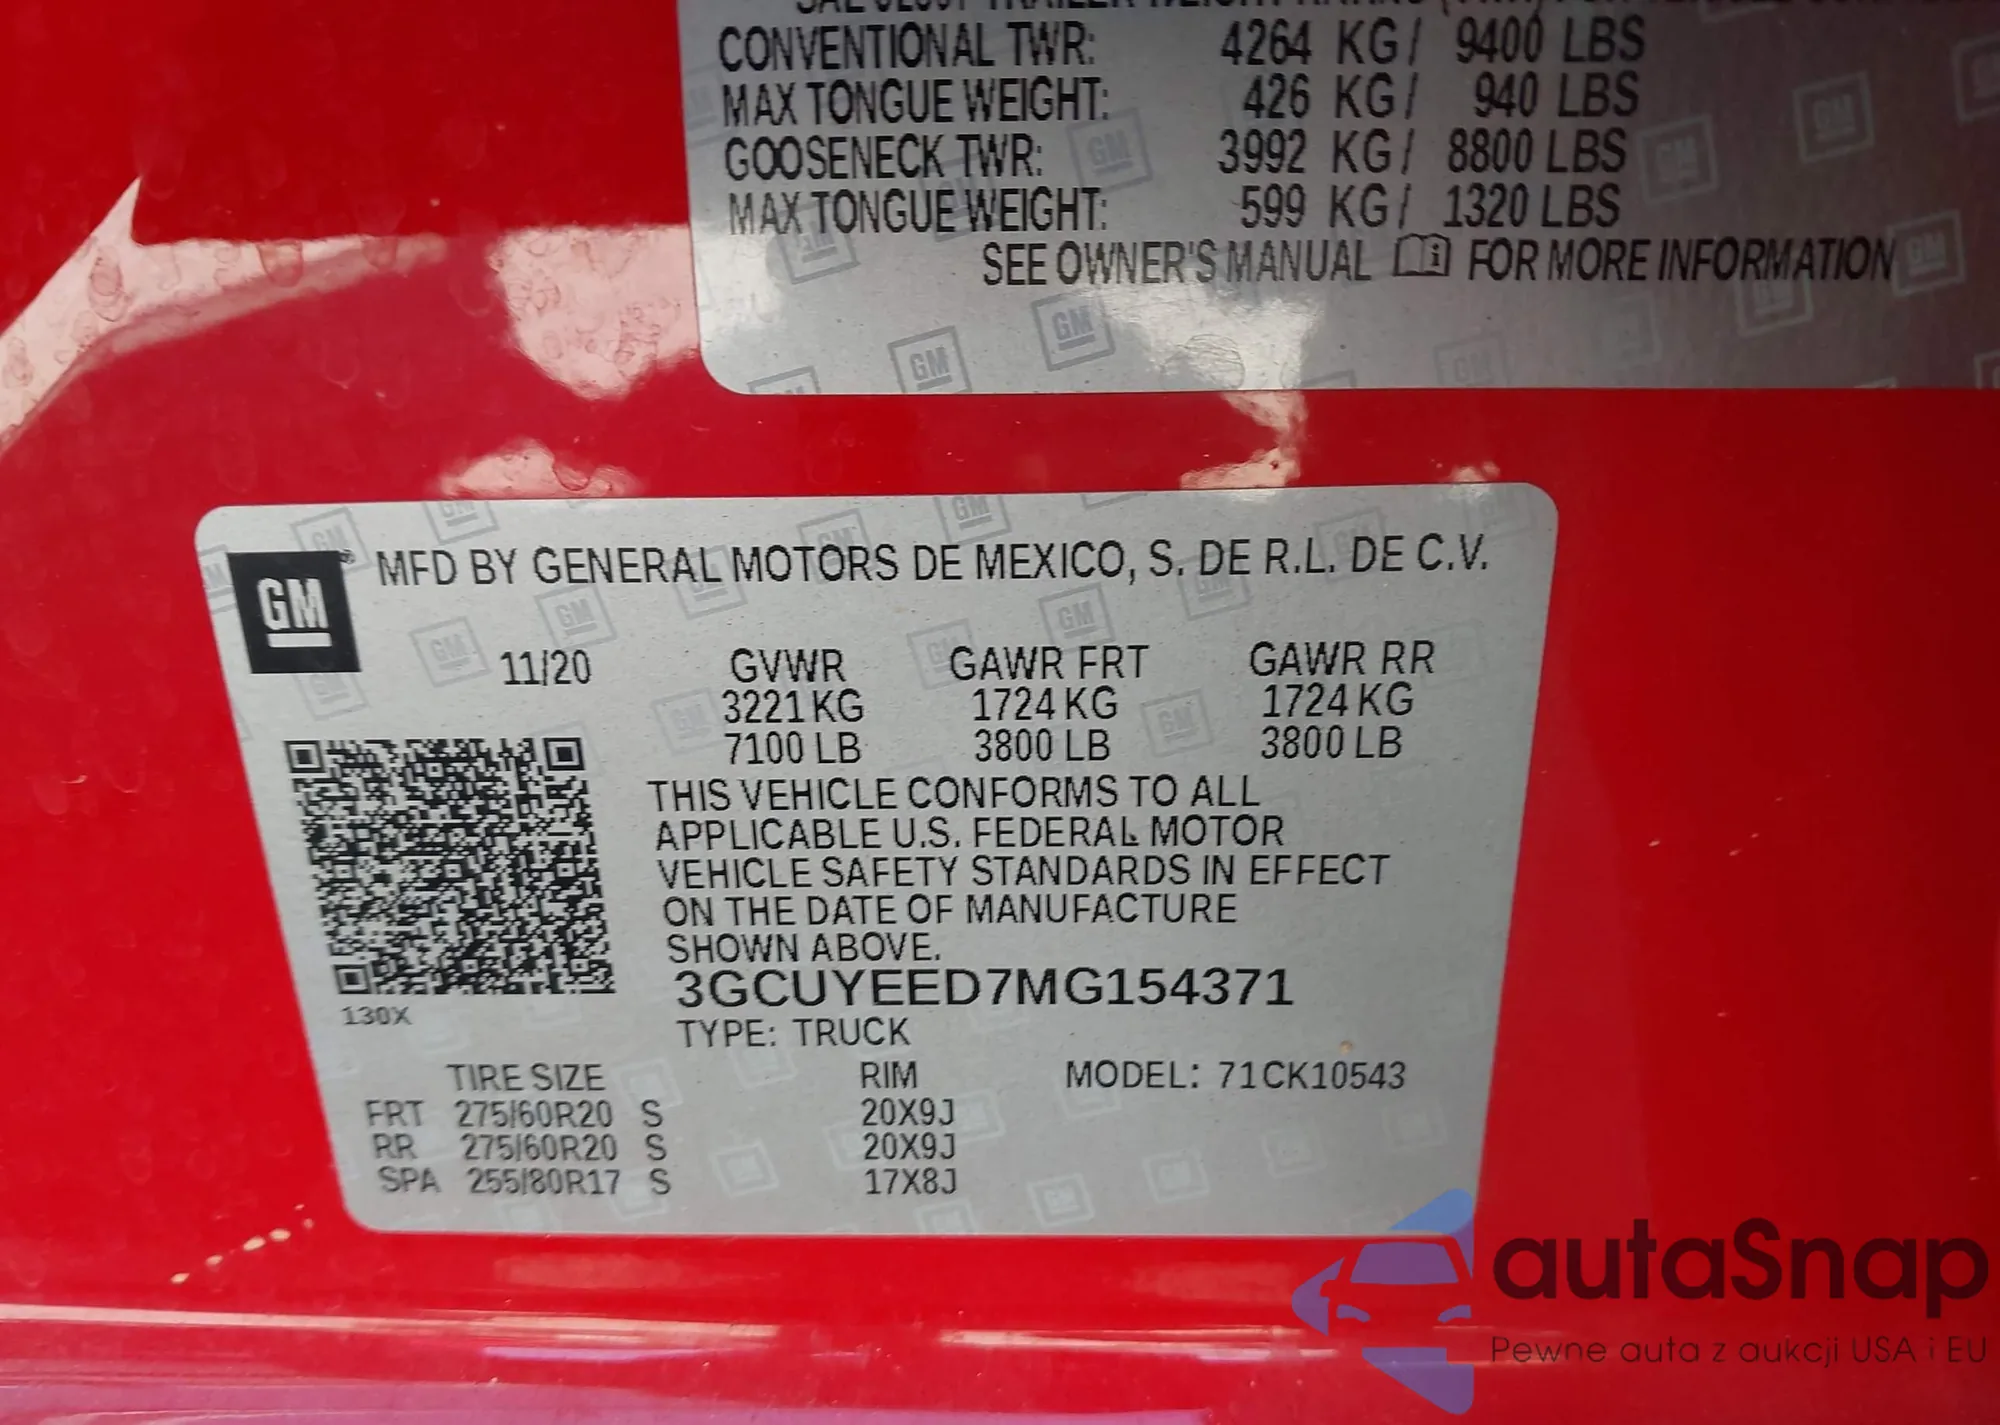 CONVENTIONAL TWR: 4264 KG / 9400 LBS
MAX TONGUE WEIGHT: 426 KG / 940 LBS
GOOSENECK TWR: 3992 KG / 8800 LBS
MAX TONGUE WEIGHT: 599 KG / 1320 LBS
SEE OWNER'S MANUAL FOR MORE INFORMATION
GM
MFD BY GENERAL MOTORS DE MEXICO, S. DE R.L. DE C.V.
11/20 GVWR GAWR FRT GAWR RR
3221 KG 1724 KG 1724 KG
7100 LB 3800 LB 3800 LB
THIS VEHICLE CONFORMS TO ALL
APPLICABLE U.S. FEDERAL MOTOR
VEHICLE SAFETY STANDARDS IN EFFECT
ON THE DATE OF MANUFACTURE
SHOWN ABOVE.
3GCUYEED7MG154371
130X
TYPE: TRUCK
TIRE SIZE RIM MODEL: 71CK10543
FRT 275/60R20 S 20X9J
RR 275/60R20 S 20X9J
SPA 255/80R17 S 17X8J
autaSnap
Pewne auta z aukcji USA i EU